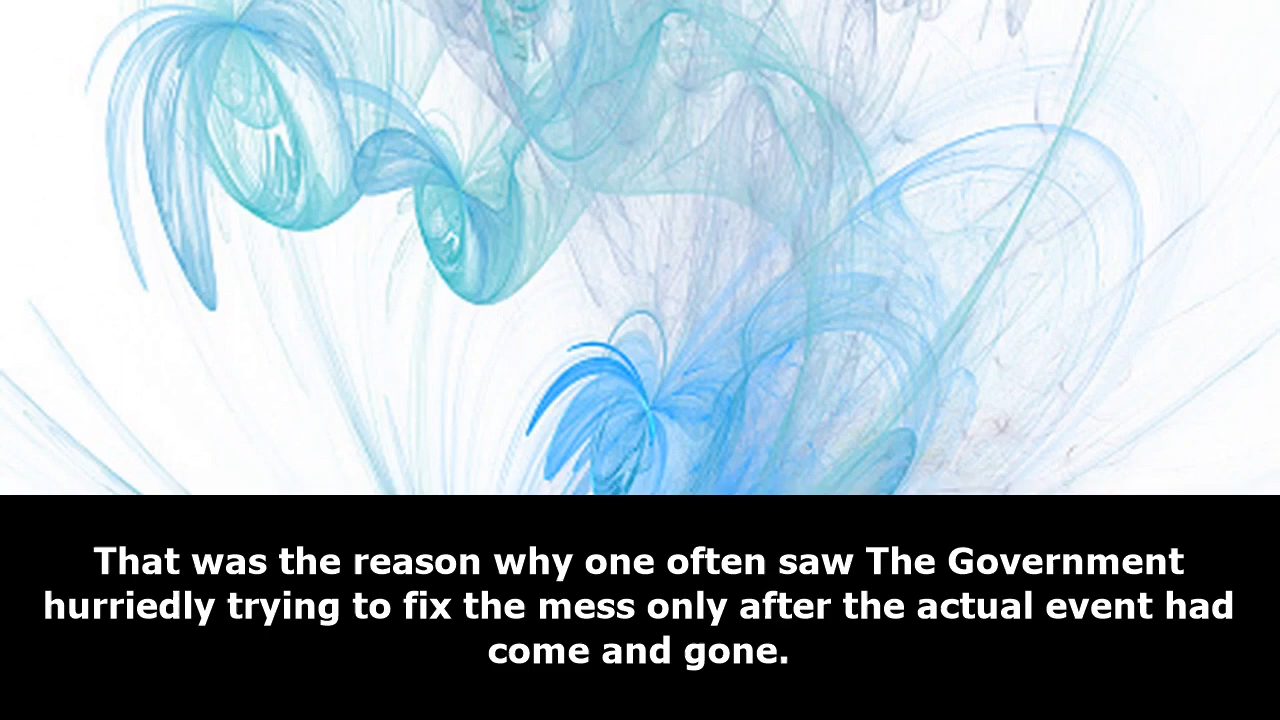 That was the reason why one often saw The Government
hurriedly trying to fix the mess only after the actual event had
come and gone.